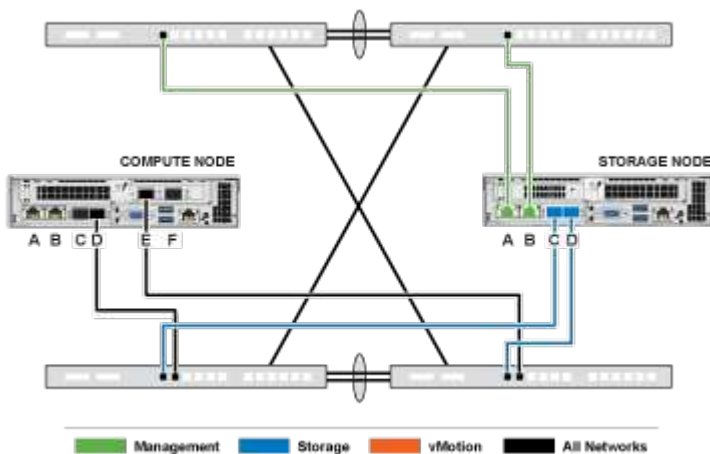 COMPUTE NODE
STORAGE NODE
A B C D E F
A B C D
Management Storage vMotion All Networks